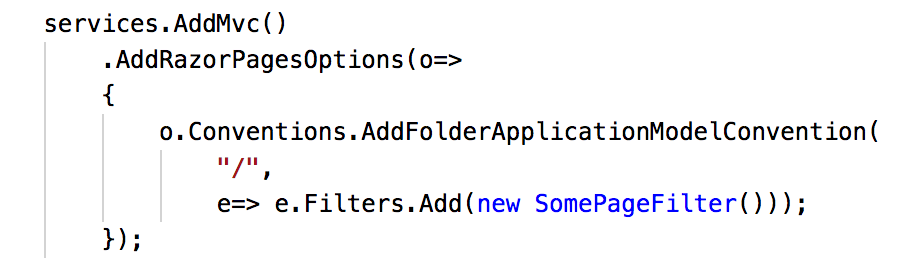 services.AddMvc()
.AddRazorPagesOptions(o=>
{
o.Conventions.AddFolderApplicationModelConvention(
"/",
e=> e.Filters.Add(new SomePageFilter()));
});